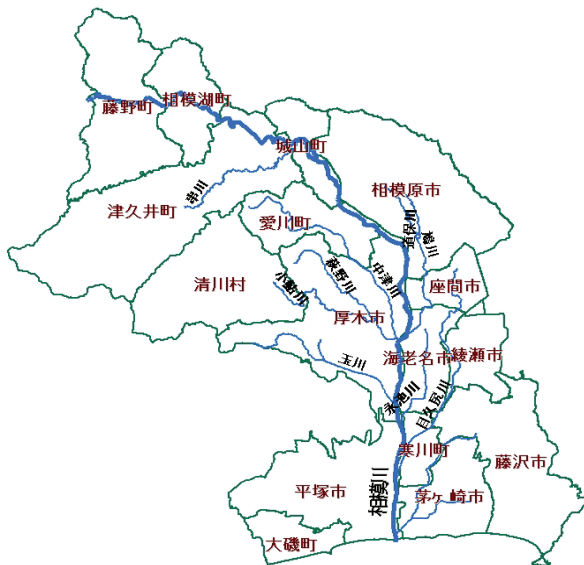 藤野町
相模湖町
城山町
相模原市
津久井町
串川
愛川町
道保川
鳩川
清川村
小鮎川
荻野川
中津川
座間市
厚木市
海老名市
綾瀬市
玉川
永池川
目久尻川
寒川町
藤沢市
平塚市
相模川
茅ヶ崎市
大磯町